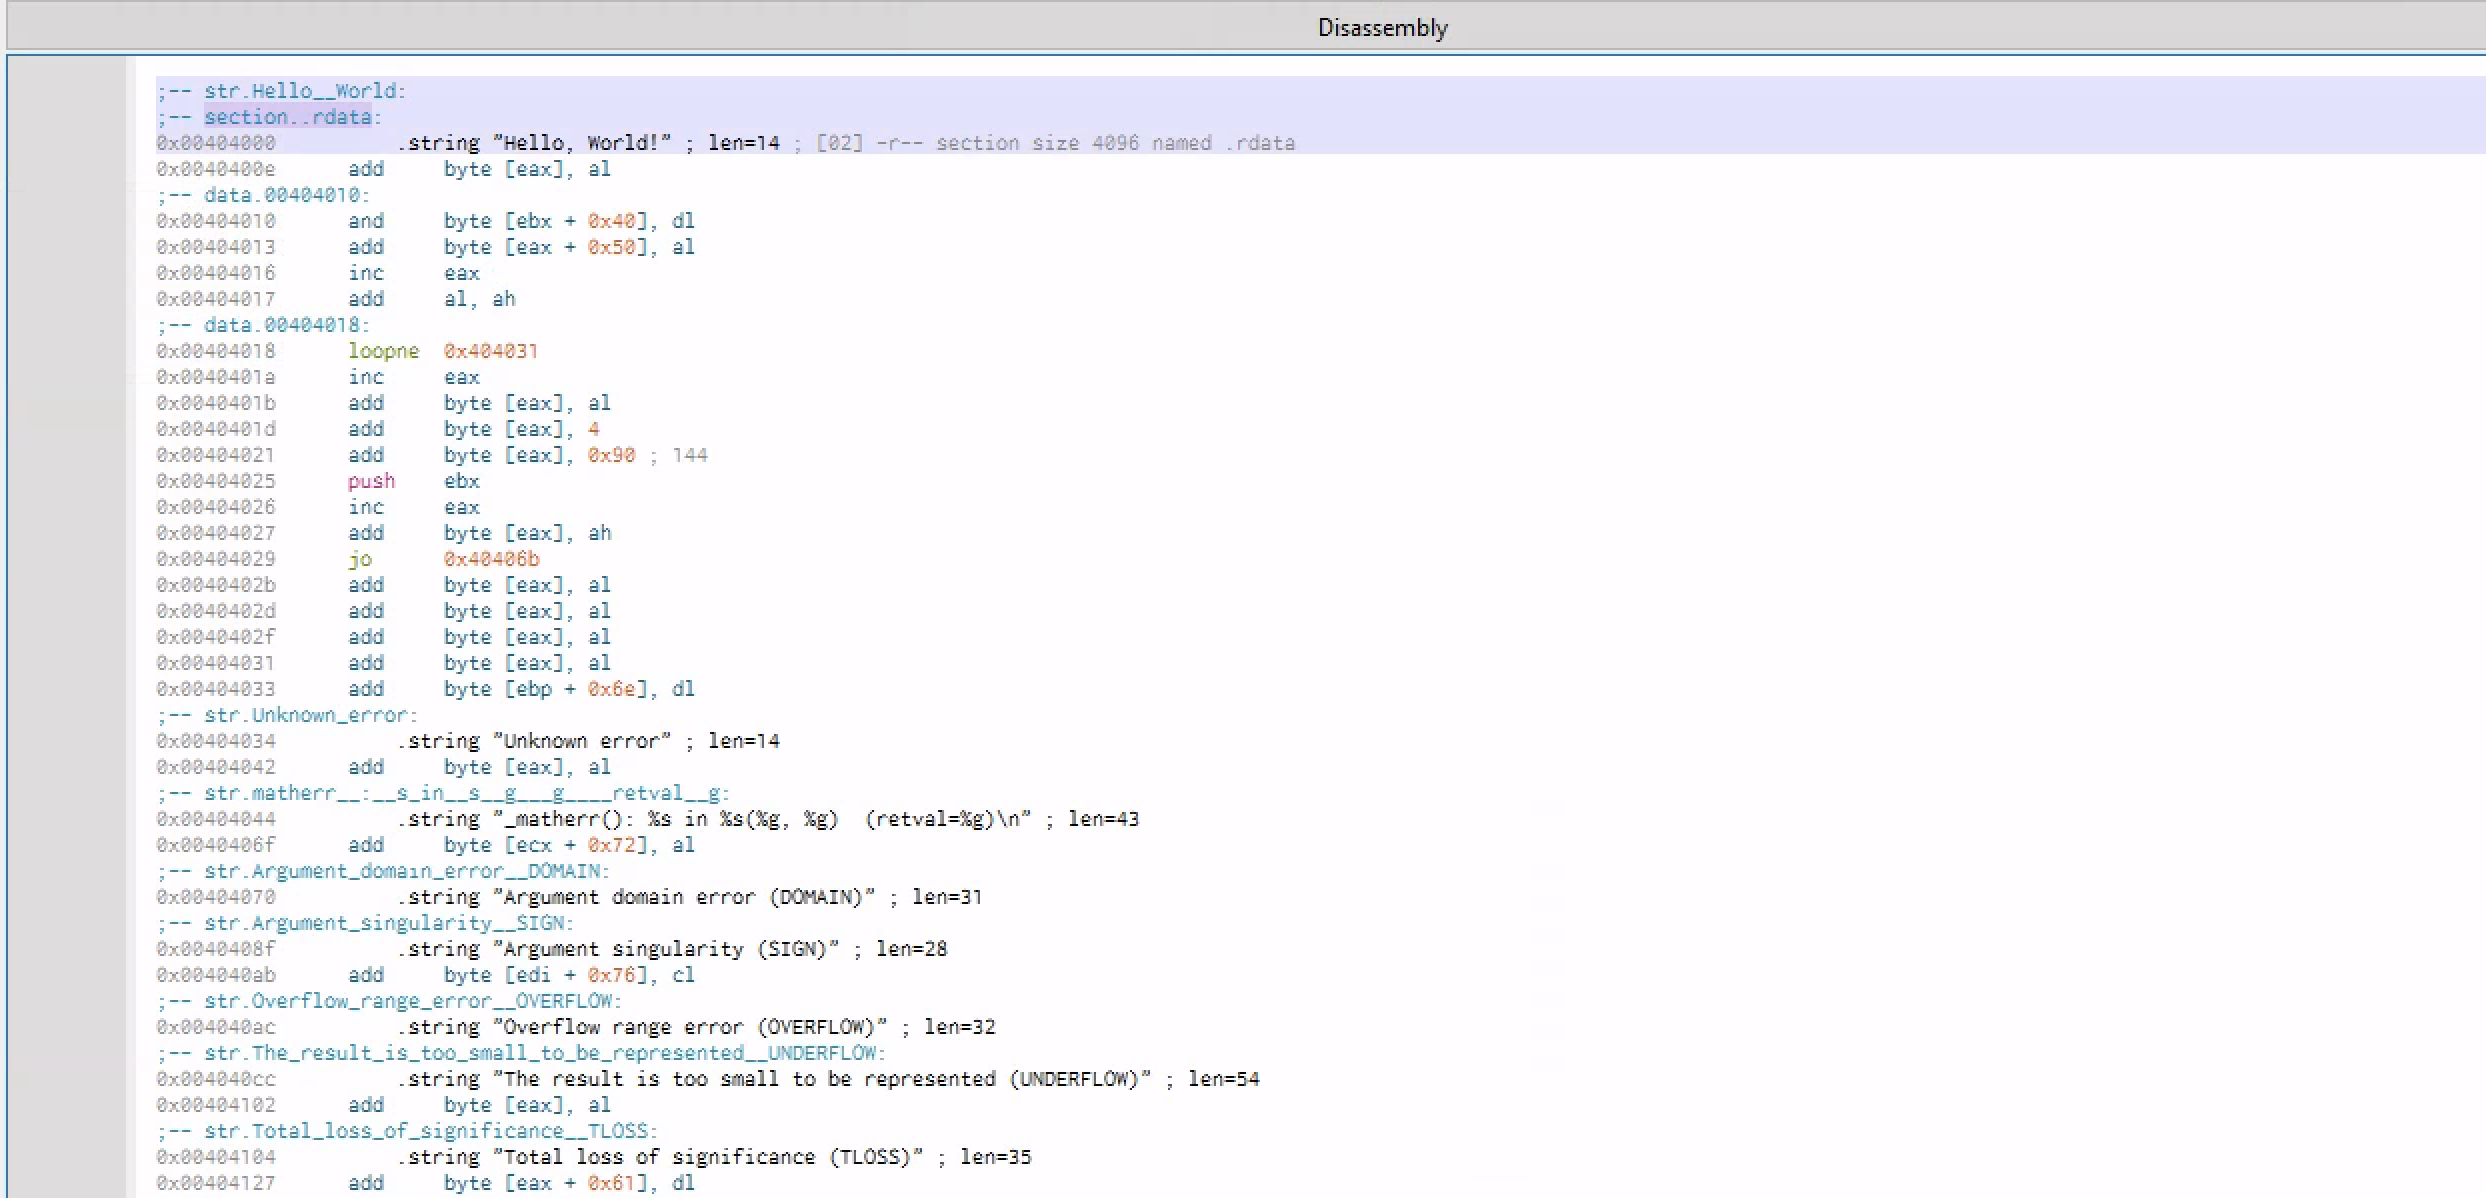 Disassembly
;-- str.Hello__World:
;-- section..rdata:
0x00404000 .string "Hello, World!" ; len=14 ; [02] -r-- section size 4096 named .rdata
0x0040400e add byte [eax], al
;-- data.00404010:
0x00404010 and byte [ebx + 0x40], dl
0x00404013 add byte [eax + 0x50], al
0x00404016 inc eax
0x00404017 add al, ah
;-- data.00404018:
0x00404018 loopne 0x404031
0x0040401a inc eax
0x0040401b add byte [eax], al
0x0040401d add byte [eax], 4
0x00404021 add byte [eax], 0x90 ; 144
0x00404025 push ebx
0x00404026 inc eax
0x00404027 add byte [eax], ah
0x00404029 jo 0x40406b
0x0040402b add byte [eax], al
0x0040402d add byte [eax], al
0x0040402f add byte [eax], al
0x00404031 add byte [eax], al
0x00404033 add byte [ebp + 0x6e], dl
;-- str.Unknown_error:
0x00404034 .string "Unknown error" ; len=14
0x00404042 add byte [eax], al
;-- str.matherr__:__s_in__s__g___g____retval__g:
0x00404044 .string "_matherr(): %s in %s(%g, %g)  (retval=%g)\n" ; len=43
0x0040406f add byte [ecx + 0x72], al
;-- str.Argument_domain_error__DOMAIN:
0x00404070 .string "Argument domain error (DOMAIN)" ; len=31
;-- str.Argument_singularity__SIGN:
0x0040408f .string "Argument singularity (SIGN)" ; len=28
0x004040ab add byte [edi + 0x76], cl
;-- str.Overflow_range_error__OVERFLOW:
0x004040ac .string "Overflow range error (OVERFLOW)" ; len=32
;-- str.The_result_is_too_small_to_be_represented__UNDERFLOW:
0x004040cc .string "The result is too small to be represented (UNDERFLOW)" ; len=54
0x00404102 add byte [eax], al
;-- str.Total_loss_of_significance__TLOSS:
0x00404104 .string "Total loss of significance (TLOSS)" ; len=35
0x00404127 add byte [eax + 0x61], dl